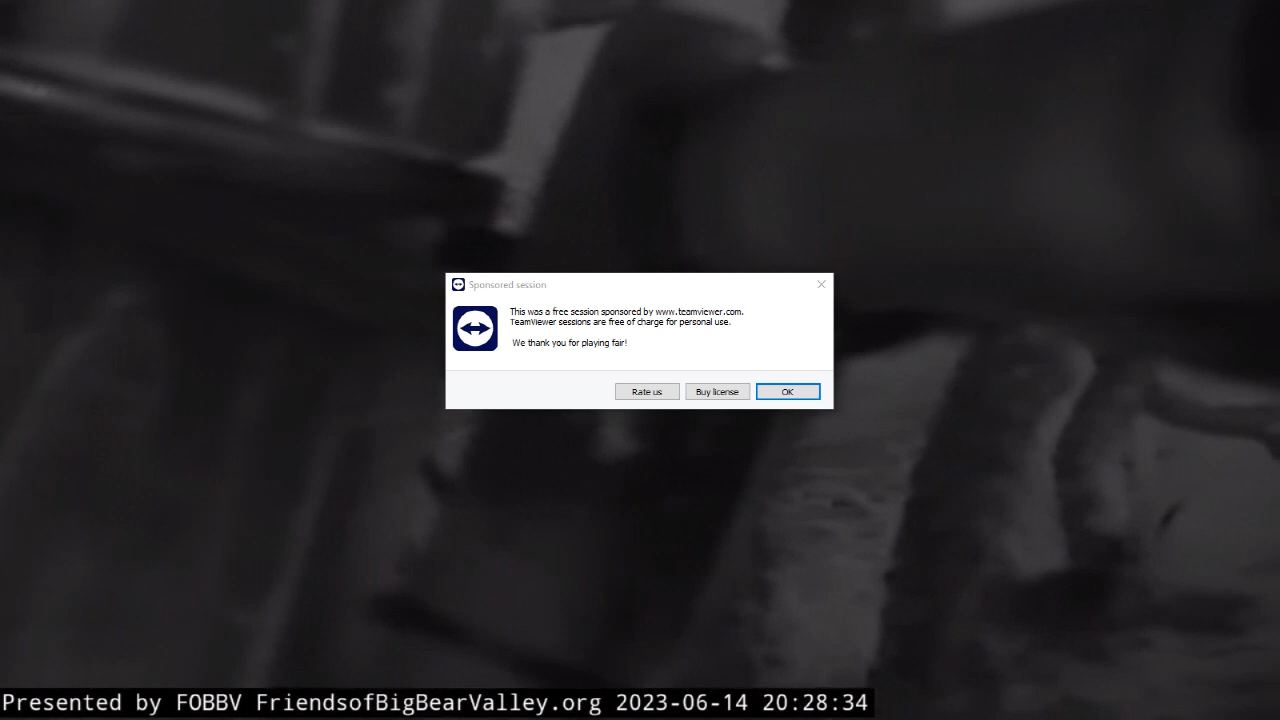 Sponsored session
This was a free session sponsored by www.teamviewer.com.
TeamViewer sessions are free of charge for personal use.
We thank you for playing fair!
Rate us
Buy license
OK
Presented by FOBBV FriendsofBigBearValley.org 2023-06-14 20:28:34